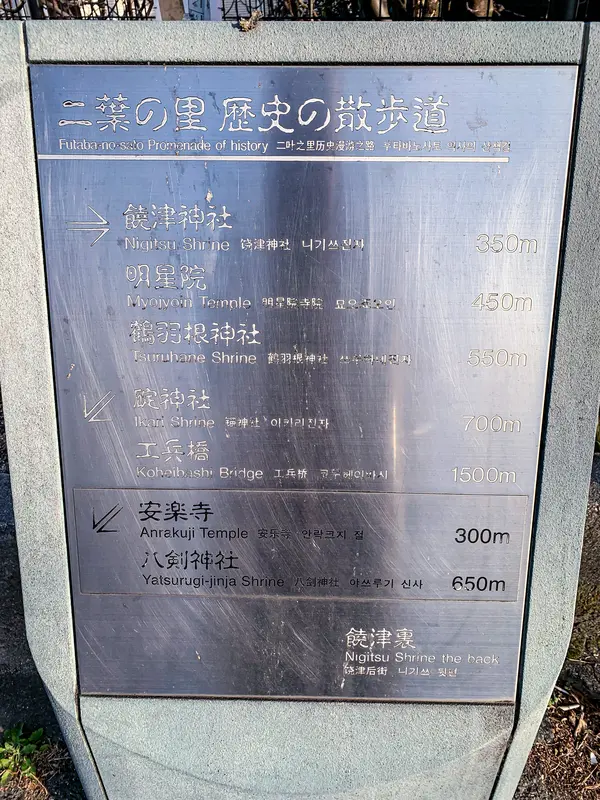 二葉の里 歴史の散歩道
Futaba-no-sato Promenade of history 二叶之里历史漫游之路 후타바노사토 역사의 산책길
饒津神社
Nigitsu Shrine 饶津神社 니기쓰진자 350m
明星院
Myojyoin Temple 明星院寺院 묘오죠오인 450m
鶴羽根神社
Tsuruhane Shrine 鹤羽根神社 쓰루하네진자 550m
碇神社
Ikari Shrine 碇神社 이카리진자 700m
工兵橋
Koheibashi Bridge 工兵橋 코우헤이바시 1500m
安楽寺
Anrakuji Temple 安乐寺 안락크지 절 300m
八剣神社
Yatsurugi-jinja Shrine 八劍神社 야쓰루기 신사 650m
饒津裏
Nigitsu Shrine the back
饶津后街 니기쓰 뒷편